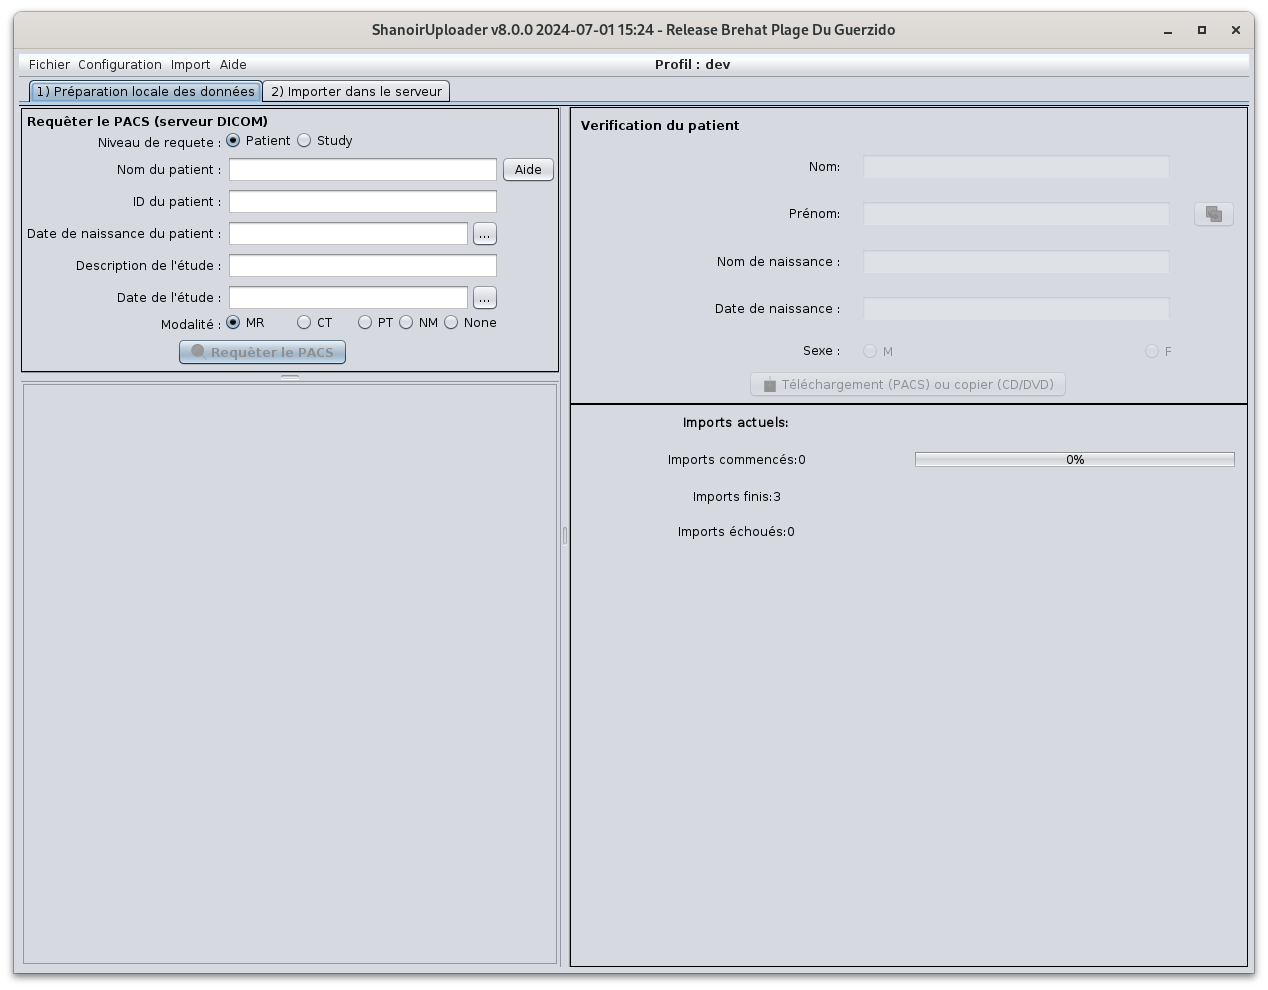 ShanoirUploader v8.0.0 2024-07-01 15:24 - Release Brehat Plage Du Guerzido
Fichier Configuration Import Aide Profil : dev
1) Préparation locale des données 2) Importer dans le serveur
Requêter le PACS (serveur DICOM)
Niveau de requete : Patient Study
Nom du patient : Aide
ID du patient :
Date de naissance du patient : ...
Description de l'étude :
Date de l'étude : ...
Modalité : MR CT PT NM None
Requêter le PACS
Verification du patient
Nom:
Prénom:
Nom de naissance :
Date de naissance :
Sexe : M F
Téléchargement (PACS) ou copier (CD/DVD)
Imports actuels:
Imports commencés:0 0%
Imports finis:3
Imports échoués:0